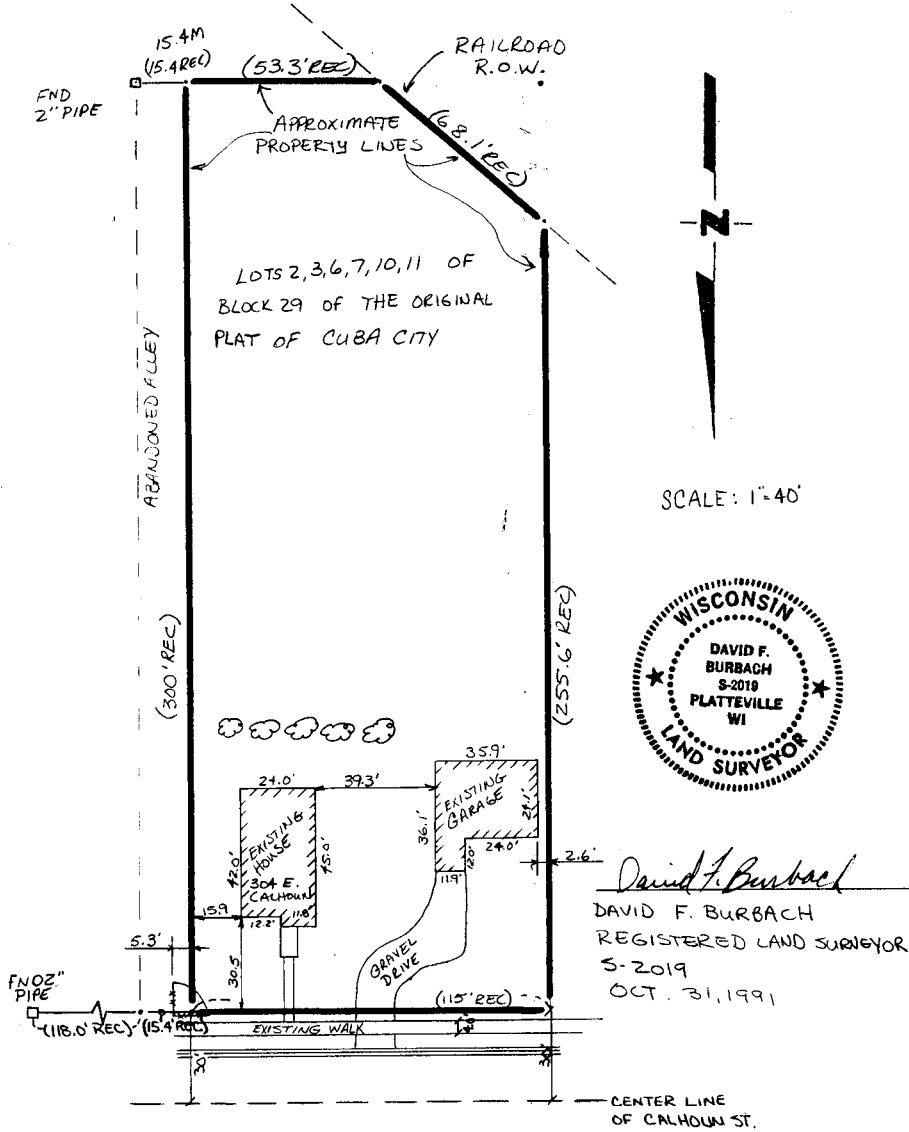 15.4M
(15.4 REC)
(53.3' REC)
RAILROAD
R.O.W.
FND
2" PIPE
APPROXIMATE
PROPERTY LINES
(68.1' REC)
N
LOTS 2,3,6,7,10,11 OF
BLOCK 29 OF THE ORIGINAL
PLAT OF CUBA CITY
ABANDONED ALLEY
SCALE: 1"=40'
(300' REC)
(255.6' REC)
WISCONSIN
DAVID F.
BURBACH
S-2019
PLATTEVILLE
WI
LAND SURVEYOR
24.0'
39.3'
35.9'
EXISTING
GARAGE
36.1'
24.1'
12.0'
24.0'
11.9'
2.6'
EXISTING
HOUSE
304 E.
CALHOUN
42.0'
45.0'
15.9
12.2'
11.8'
5.3'
30.5
GRAVEL
DRIVE
David F. Burbach
DAVID F. BURBACH
REGISTERED LAND SURVEYOR
S-2019
OCT. 31, 1991
FND 2"
PIPE
(118.0' REC)
(15.4' REC)
(115' REC)
EXISTING WALK
30'
30'
CENTER LINE
OF CALHOUN ST.